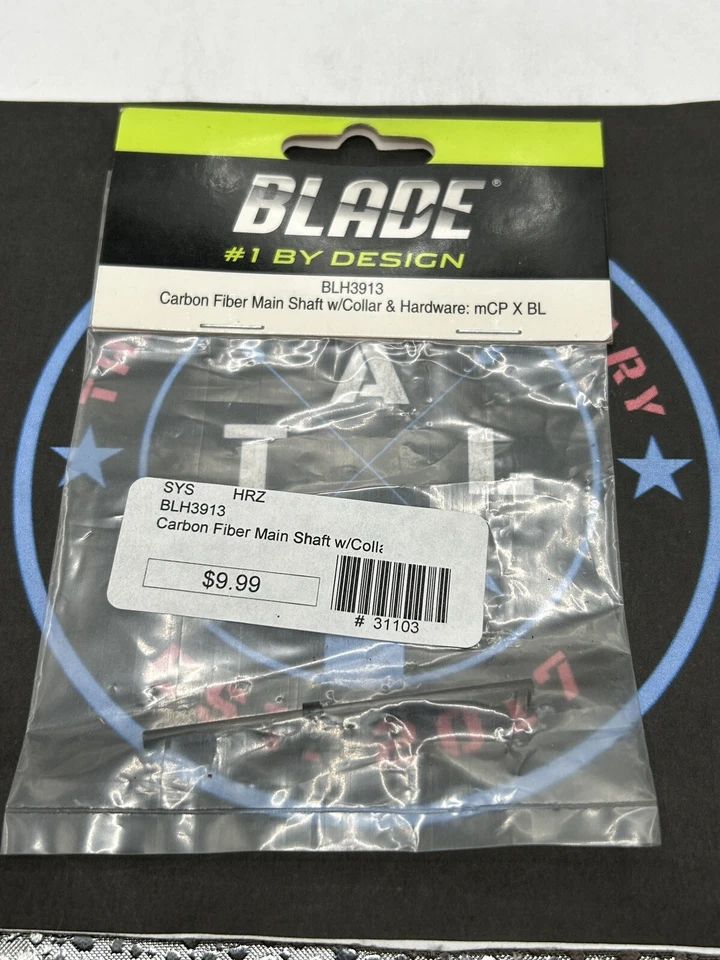 BLADE®
#1 BY DESIGN
BLH3913
Carbon Fiber Main Shaft w/Collar & Hardware: mCP X BL
A
T L
SYS HRZ
BLH3913
Carbon Fiber Main Shaft w/Colla
$9.99
# 31103